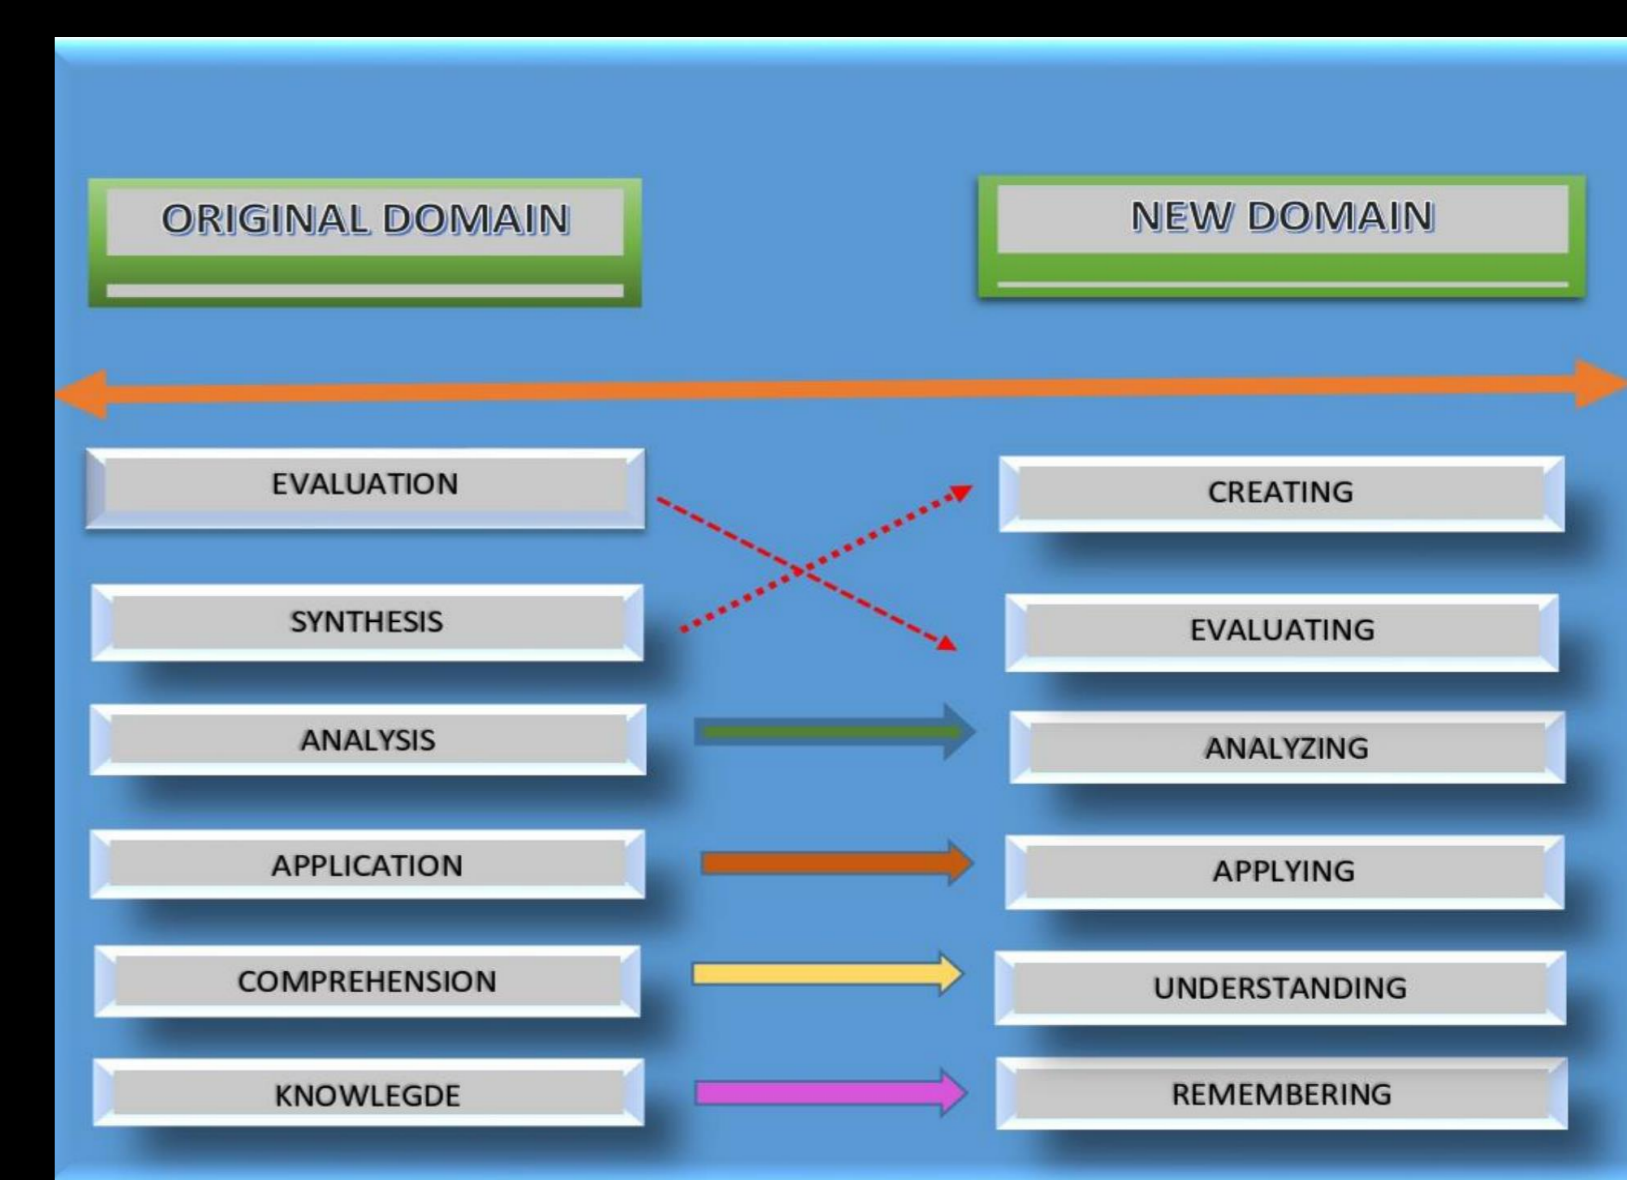 ORIGINAL DOMAIN
NEW DOMAIN
EVALUATION
CREATING
SYNTHESIS
EVALUATING
ANALYSIS
ANALYZING
APPLICATION
APPLYING
COMPREHENSION
UNDERSTANDING
KNOWLEGDE
REMEMBERING